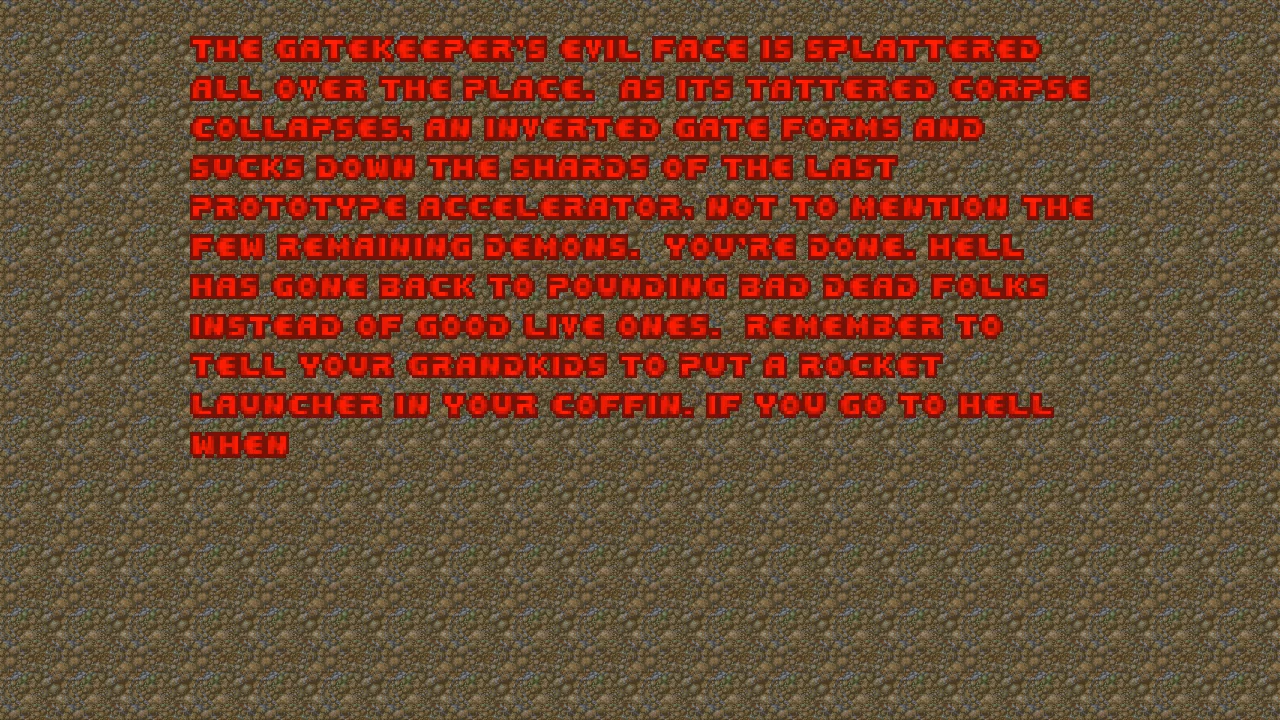 THE GATEKEEPER'S EVIL FACE IS SPLATTERED
ALL OVER THE PLACE.  AS ITS TATTERED CORPSE
COLLAPSES, AN INVERTED GATE FORMS AND
SUCKS DOWN THE SHARDS OF THE LAST
PROTOTYPE ACCELERATOR, NOT TO MENTION THE
FEW REMAINING DEMONS.  YOU'RE DONE. HELL
HAS GONE BACK TO POUNDING BAD DEAD FOLKS
INSTEAD OF GOOD LIVE ONES.  REMEMBER TO
TELL YOUR GRANDKIDS TO PUT A ROCKET
LAUNCHER IN YOUR COFFIN. IF YOU GO TO HELL
WHEN